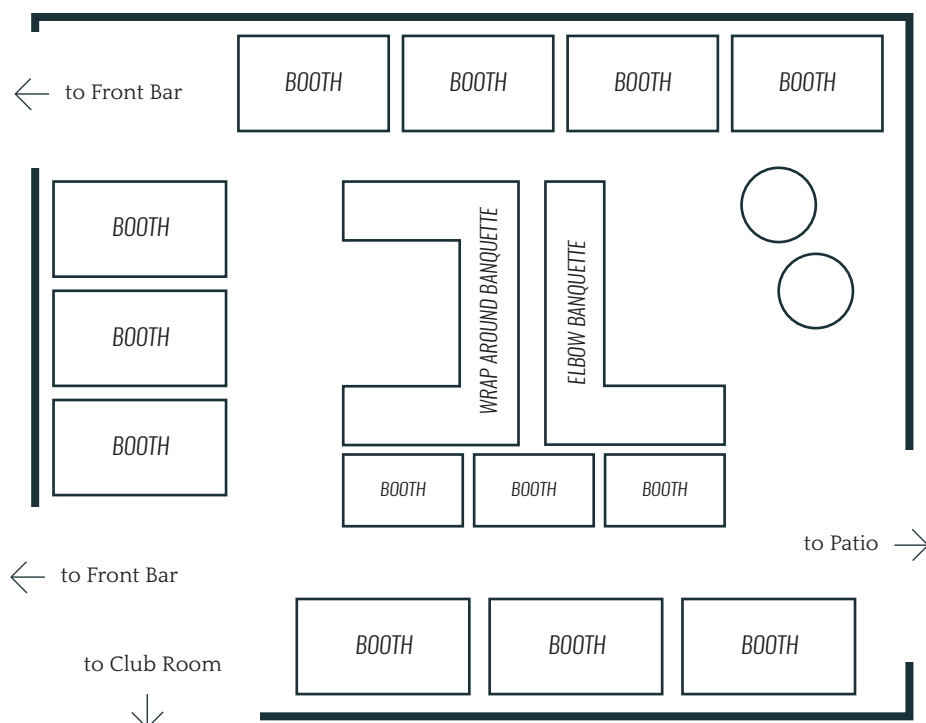 BOOTH
BOOTH
BOOTH
BOOTH
to Front Bar
BOOTH
BOOTH
BOOTH
WRAP AROUND BANQUETTE
ELBOW BANQUETTE
BOOTH
BOOTH
BOOTH
to Patio
to Front Bar
BOOTH
BOOTH
BOOTH
to Club Room